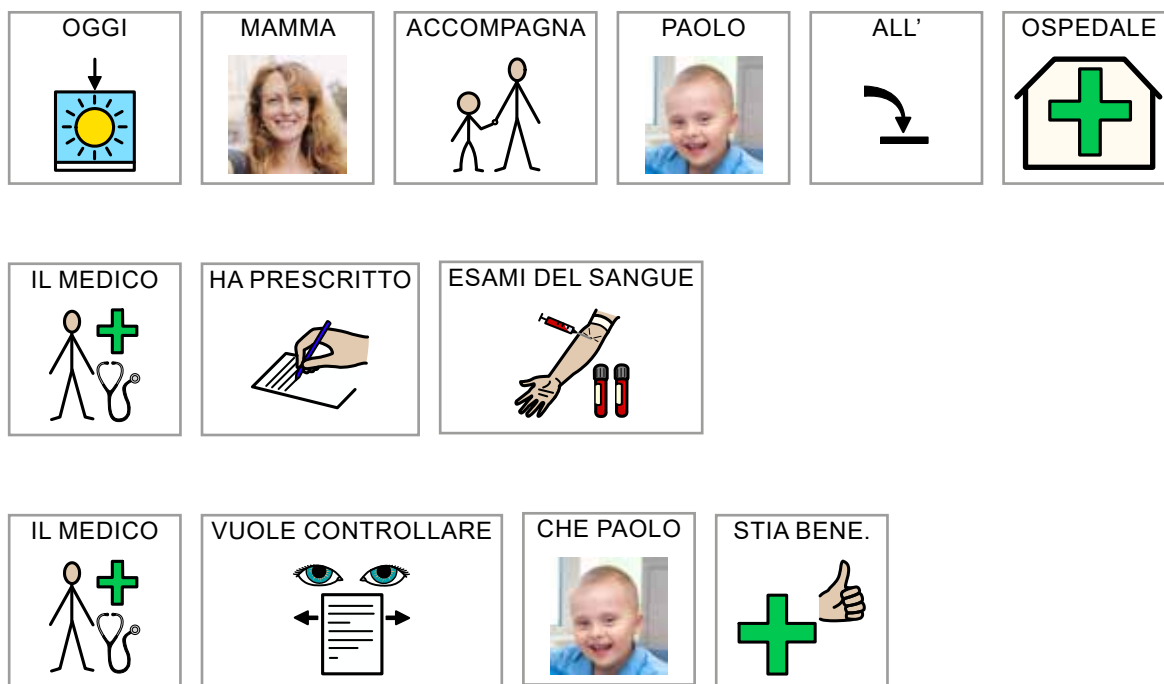 OGGI MAMMA ACCOMPAGNA PAOLO ALL' OSPEDALE
IL MEDICO HA PRESCRITTO ESAMI DEL SANGUE
IL MEDICO VUOLE CONTROLLARE CHE PAOLO STIA BENE.